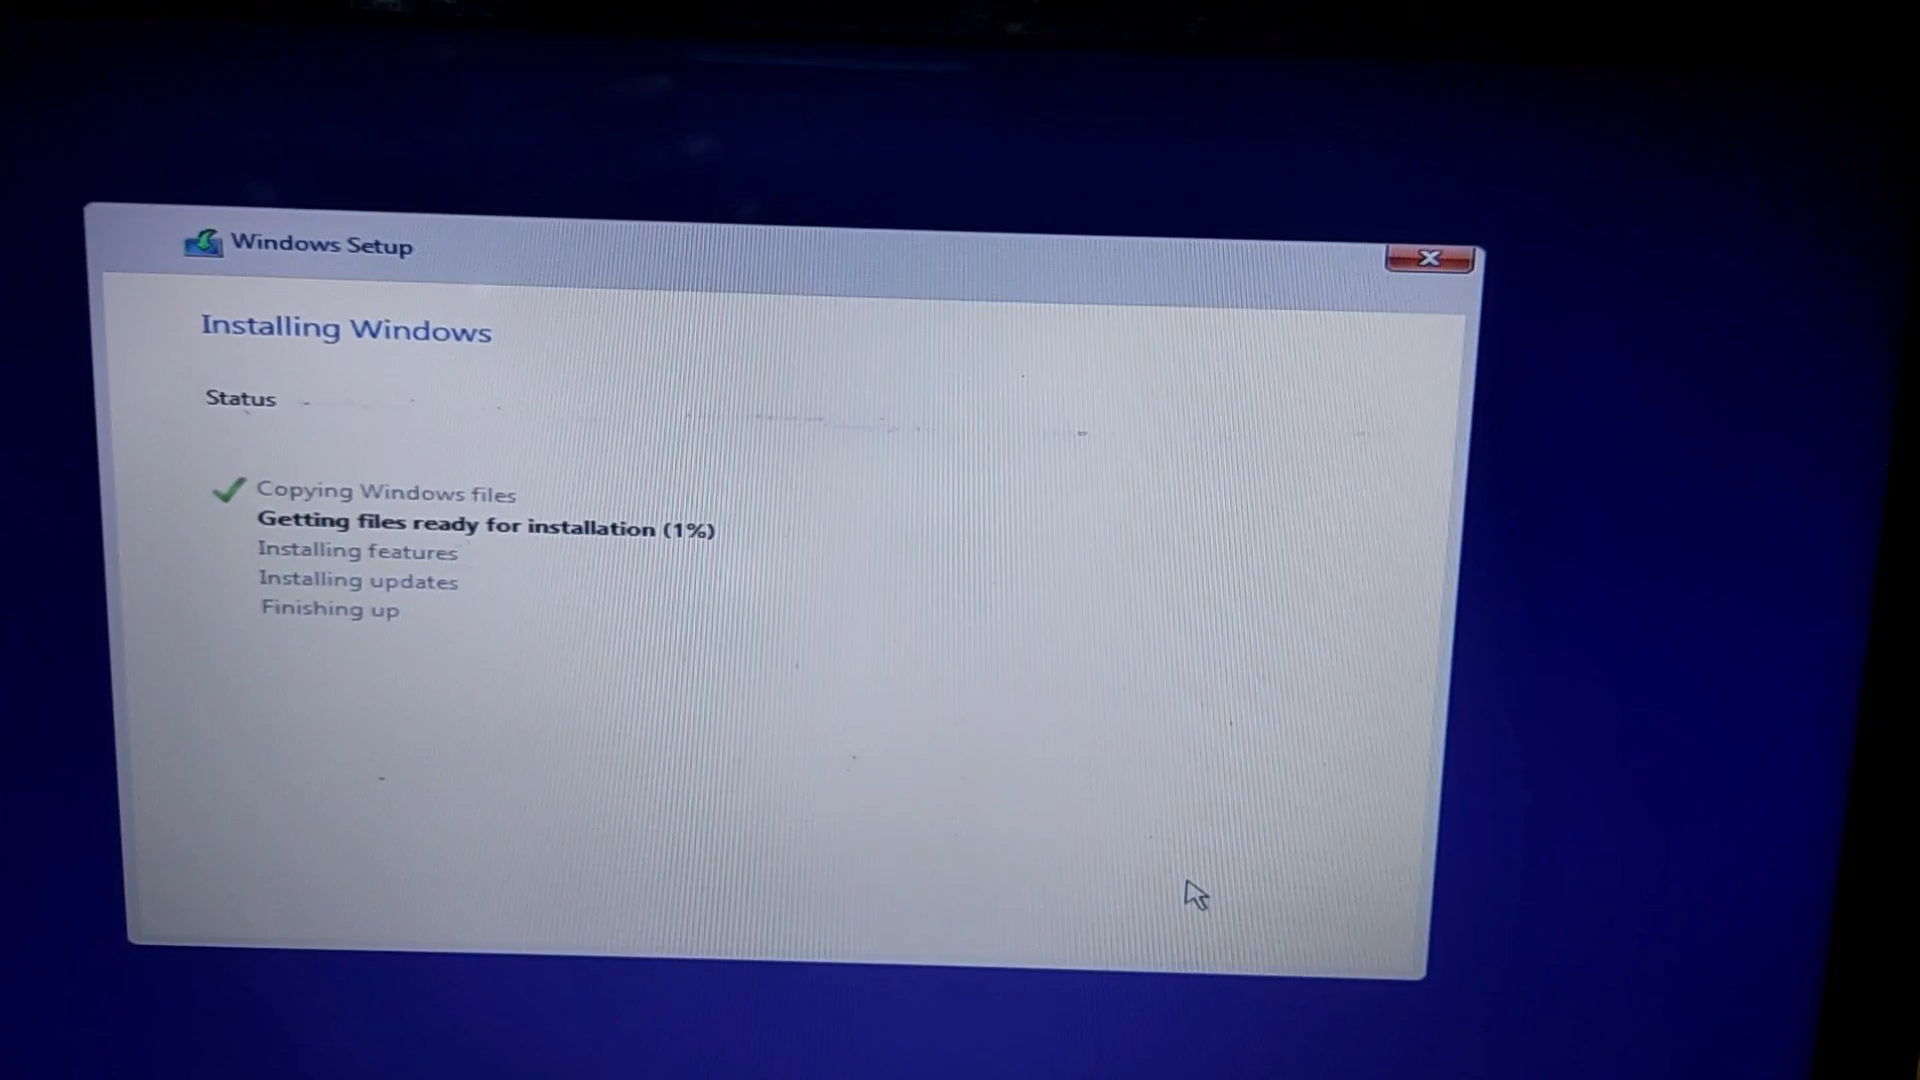 Windows Setup
Installing Windows
Status
Copying Windows files
Getting files ready for installation (1%)
Installing features
Installing updates
Finishing up